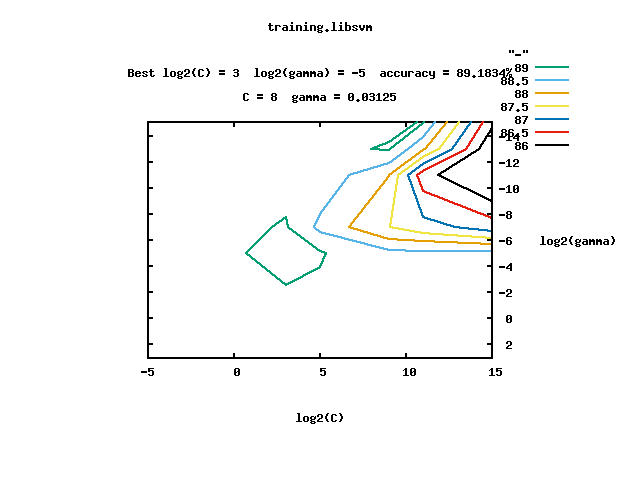 training.libsvm
"-"
Best log2(C) = 3  log2(gamma) = -5  accuracy = 89.1834%
89
88.5
88
87.5
87
86.5
86
C = 8  gamma = 0.03125
-14
-12
-10
-8
-6
-4
-2
0
2
log2(gamma)
-5 0 5 10 15
log2(C)